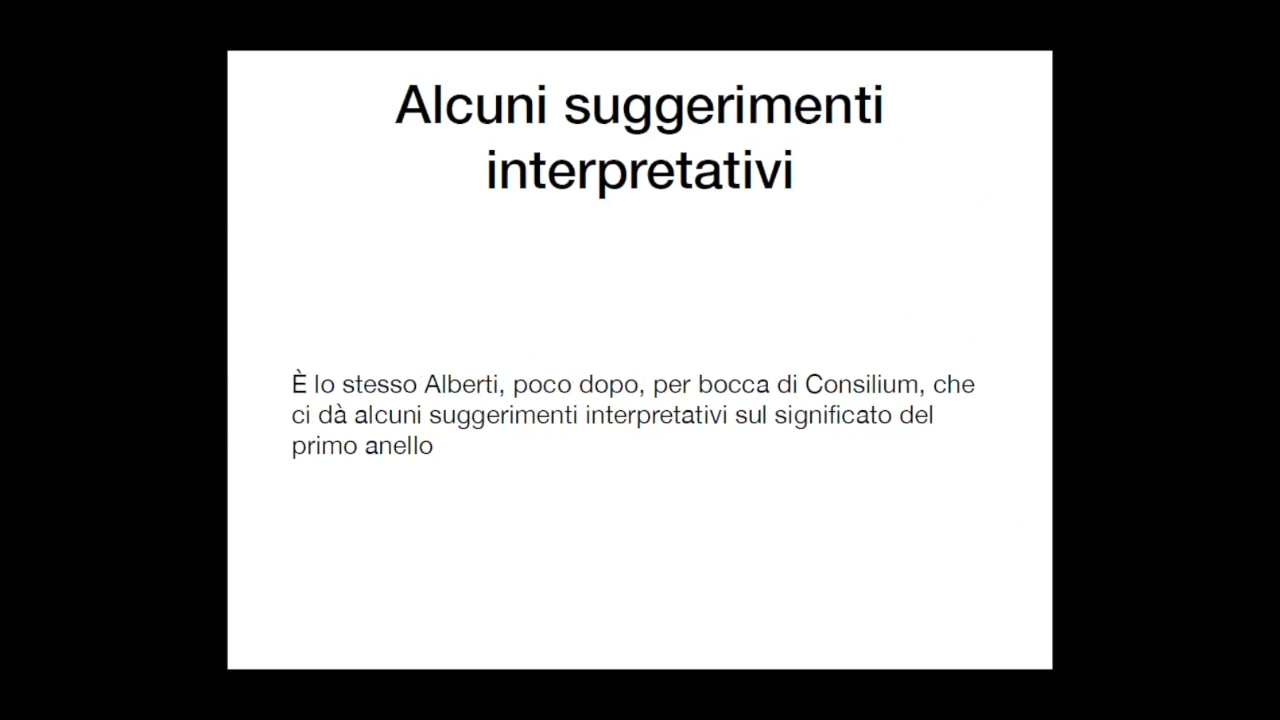 Alcuni suggerimenti
interpretativi
È lo stesso Alberti, poco dopo, per bocca di Consilium, che
ci dà alcuni suggerimenti interpretativi sul significato del
primo anello